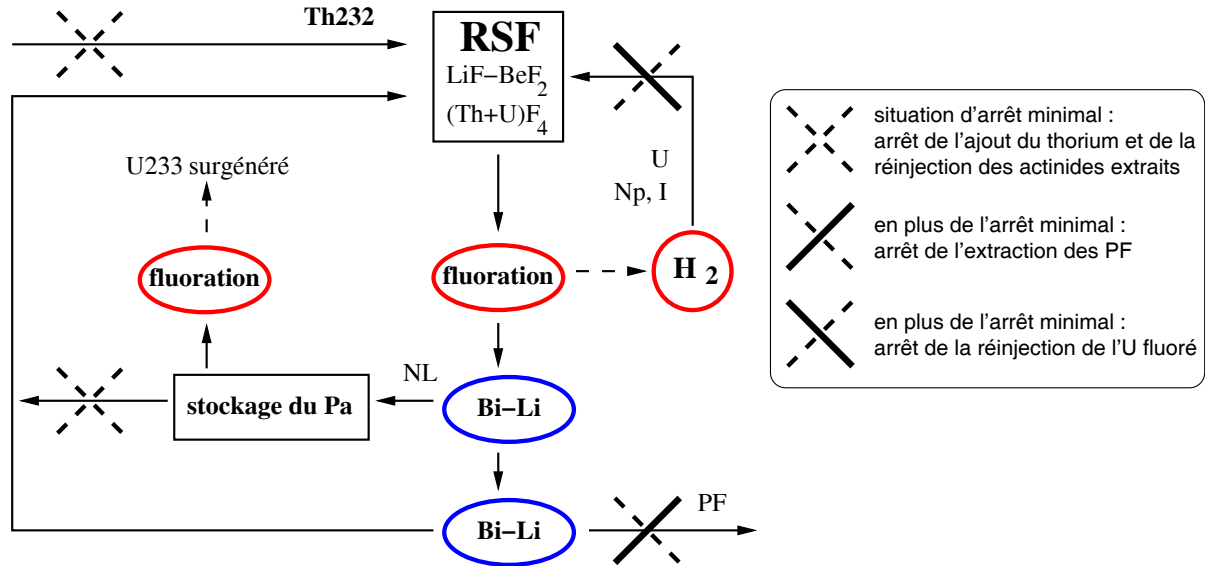 Th232
RSF
LiF−BeF2
(Th+U)F4
U
Np, I
U233 surgénéré
fluoration
fluoration
H 2
NL
stockage du Pa
Bi−Li
Bi−Li
PF
situation d'arrêt minimal :
arrêt de l'ajout du thorium et de la
réinjection des actinides extraits
en plus de l'arrêt minimal :
arrêt de l'extraction des PF
en plus de l'arrêt minimal :
arrêt de la réinjection de l'U fluoré